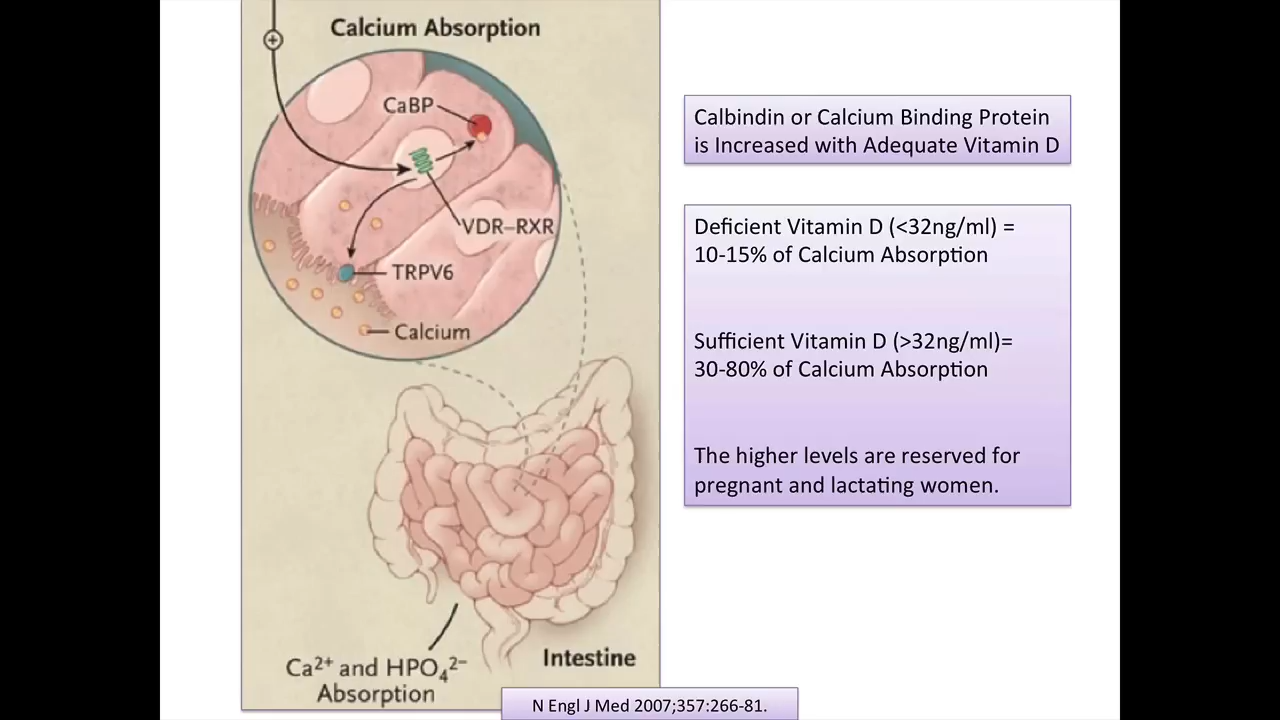 Calcium Absorption
CaBP
VDR–RXR
TRPV6
Calcium
Ca²⁺ and HPO₄²⁻
Absorption
Intestine
Calbindin or Calcium Binding Protein
is Increased with Adequate Vitamin D
Deficient Vitamin D (<32ng/ml) =
10-15% of Calcium Absorption
Sufficient Vitamin D (>32ng/ml)=
30-80% of Calcium Absorption
The higher levels are reserved for
pregnant and lactating women.
N Engl J Med 2007;357:266-81.